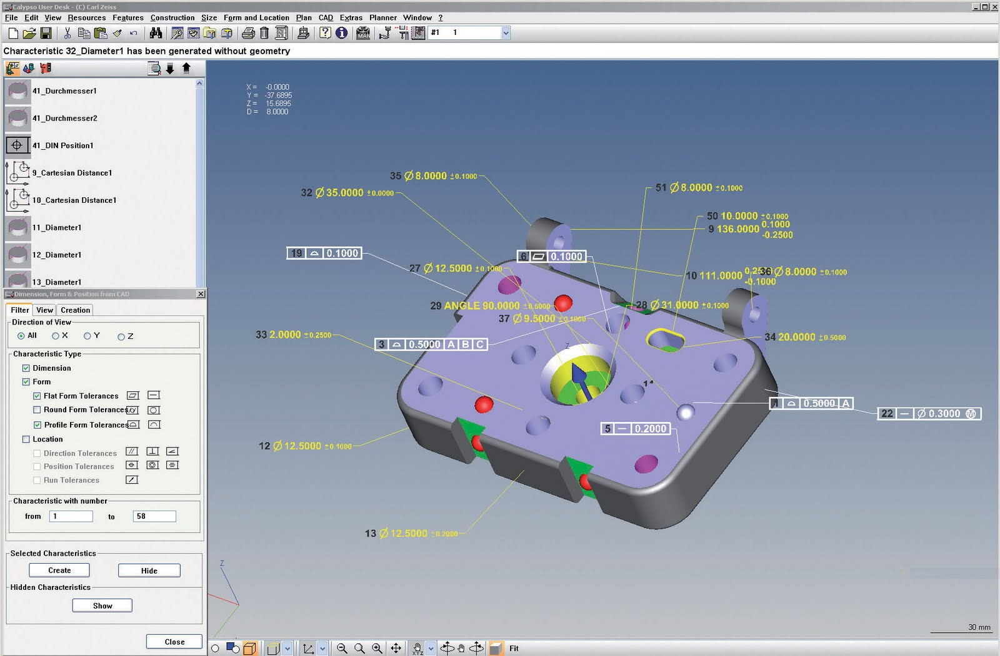 Calypso User Desk - (C) Carl Zeiss
File Edit View Resources Features Construction Size Form and Location Plan CAD Extras Planner Window ?
#1 1
Characteristic 32_Diameter1 has been generated without geometry
41_Durchmesser1
41_Durchmesser2
41_DIN Position1
9_Cartesian Distance1
10_Cartesian Distance1
11_Diameter1
12_Diameter1
13_Diameter1
Dimension, Form & Position from CAD
Filter View Creation
Direction of View
All X Y Z
Characteristic Type
Dimension
Form
Flat Form Tolerances
Round Form Tolerances
Profile Form Tolerances
Location
Direction Tolerances
Position Tolerances
Run Tolerances
Characteristic with number
from 1 to 58
Selected Characteristics
Create Hide
Hidden Characteristics
Show
Close
X = -0.0000
Y = -37.6895
Z = 15.6895
D = 8.0000
35 Ø 8.0000 ±0.1000
32 Ø 35.0000 ±0.0000
51 Ø 8.0000 ±0.1000
50 10.0000 ±0.1000
9 136.0000 0.1000 -0.2500
19 ⌓ 0.1000
6 ⏥ 0.1000
27 Ø 12.5000 ±0.1000
10 111.0000 -0.1000
36 Ø 8.0000 ±0.1000
29 ANGLE 90.0000 ±0.5000
28 Ø 31.0000 ±0.1000
37 Ø 9.5000 ±0.1000
33 2.0000 ±0.2500
34 20.0000 ±0.5000
3 ⌓ 0.5000 A B C
Z
11
⌓ 0.5000 A
22 — Ø 0.3000 Ⓜ
5 — 0.2000
12 Ø 12.5000 ±0.1000
13 Ø 12.5000 ±0.2000
Z
30 mm
Fit